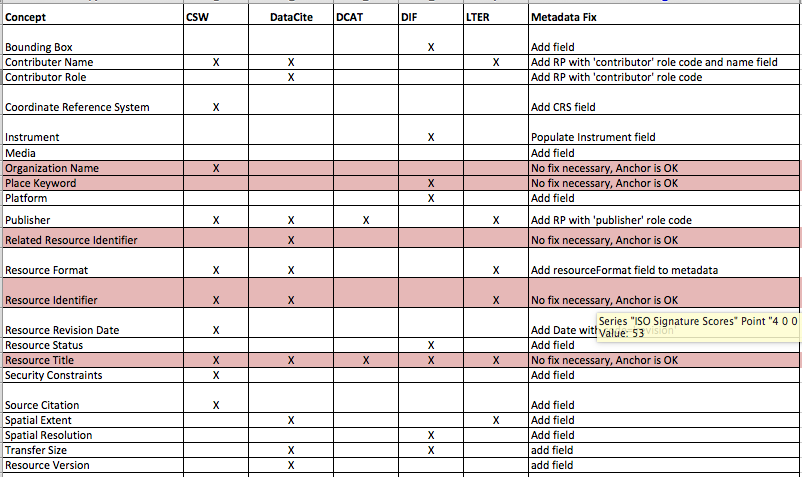 Concept CSW DataCite DCAT DIF LTER Metadata Fix
Bounding Box X Add field
Contributer Name X X X Add RP with 'contributor' role code and name field
Contributor Role X Add RP with 'contributor' role code
Coordinate Reference System X Add CRS field
Instrument X Populate Instrument field
Media Add field
Organization Name X No fix necessary, Anchor is OK
Place Keyword X No fix necessary, Anchor is OK
Platform X Add field
Publisher X X X X Add RP with 'publisher' role code
Related Resource Identifier X No fix necessary, Anchor is OK
Resource Format X X X Add resourceFormat field to metadata
Resource Identifier X X X No fix necessary, Anchor is OK
Series "ISO Signature Scores" Point "4 0 0
Resource Revision Date X Add Date with
Value: 53
Resource Status X Add field
Resource Title X X X X X No fix necessary, Anchor is OK
Security Constraints X Add field
Source Citation X Add field
Spatial Extent X X Add field
Spatial Resolution X Add field
Transfer Size X X add field
Resource Version X add field